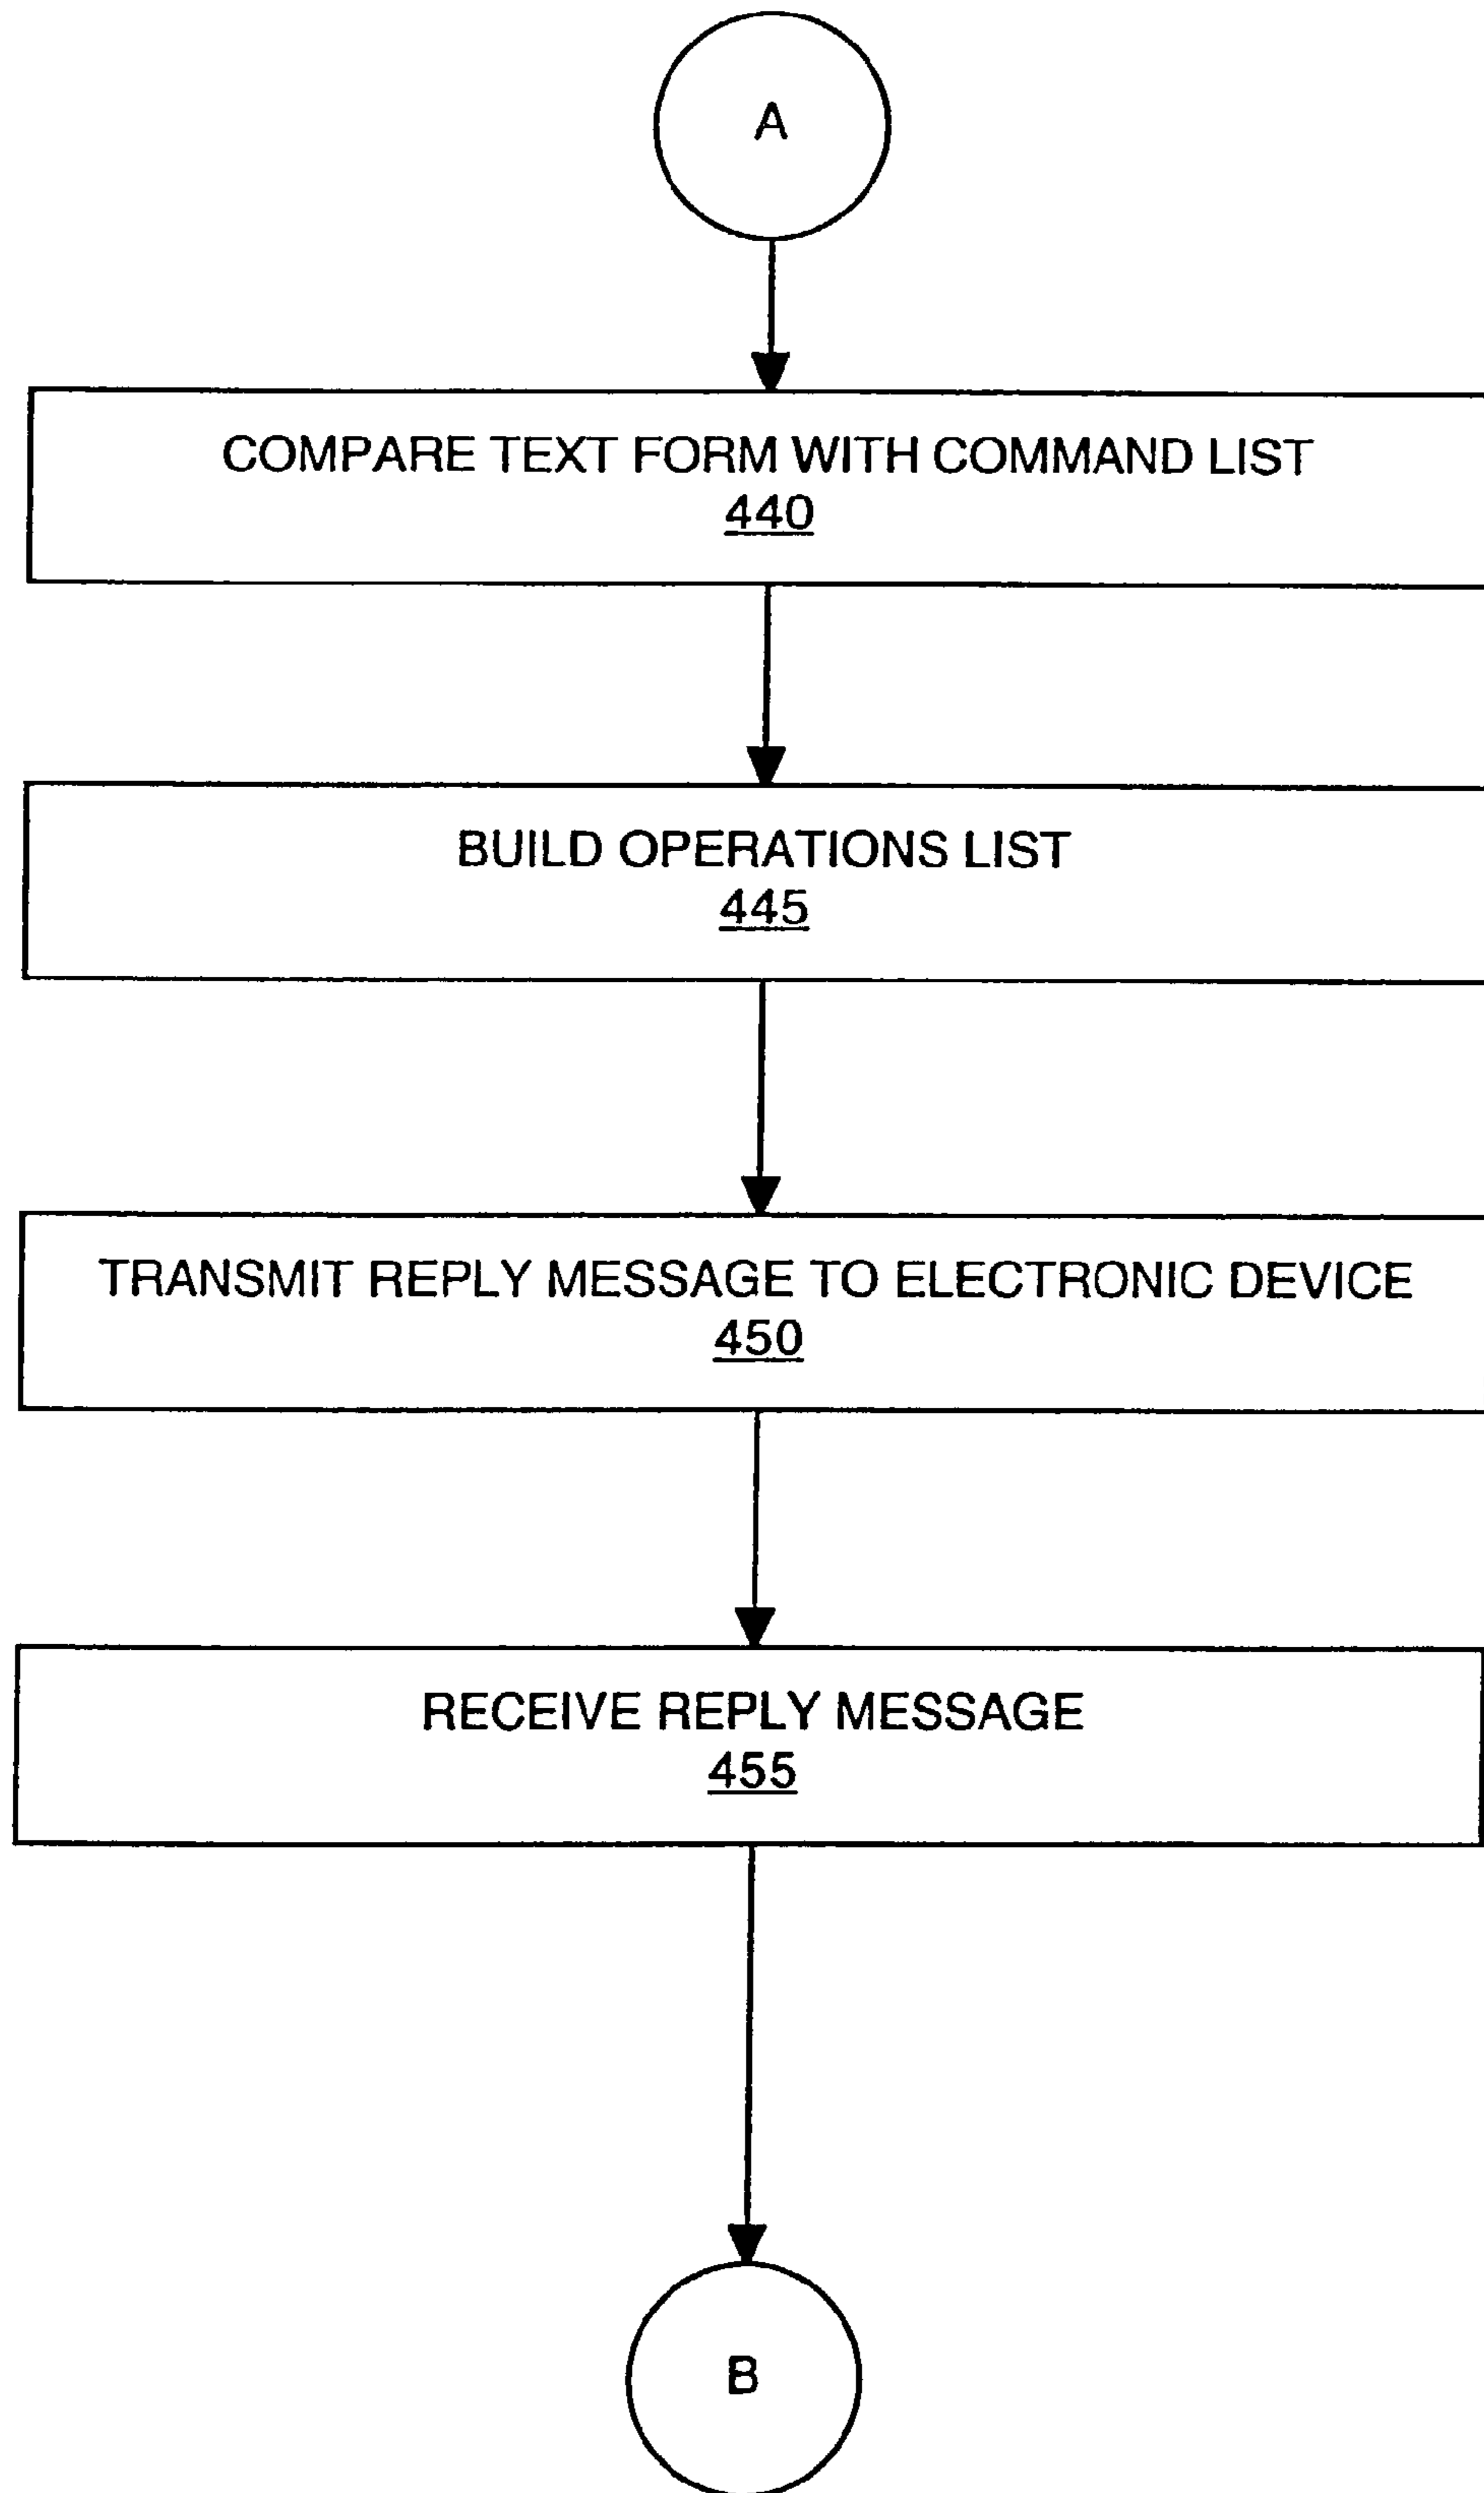 A
COMPARE TEXT FORM WITH COMMAND LIST
440
BUILD OPERATIONS LIST
445
TRANSMIT REPLY MESSAGE TO ELECTRONIC DEVICE
450
RECEIVE REPLY MESSAGE
455
B